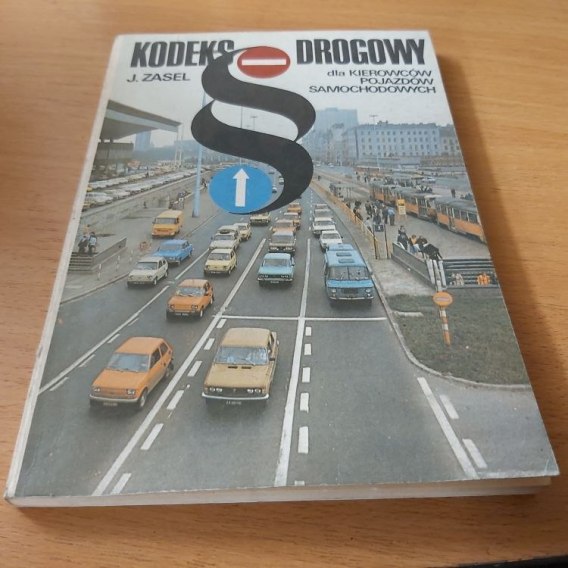 KODEKS DROGOWY
J. ZASEL
dla KIEROWCÓW
POJAZDÓW
SAMOCHODOWYCH